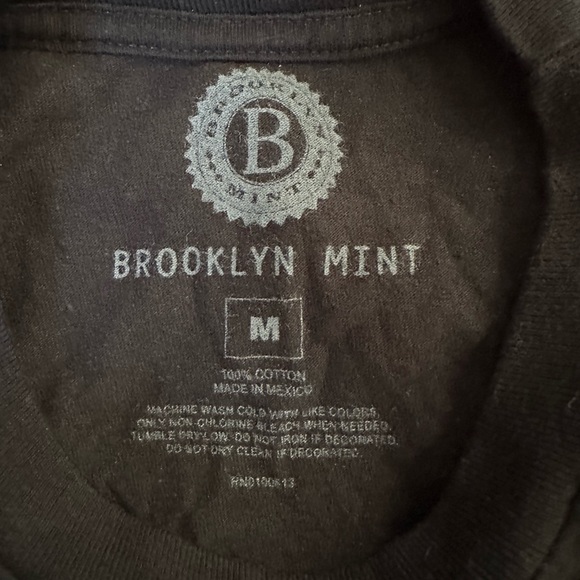 BROOKLYN
B
MINT
BROOKLYN MINT
M
100% COTTON
MADE IN MEXICO
MACHINE WASH COLD WITH LIKE COLORS.
ONLY NON-CHLORINE BLEACH WHEN NEEDED.
TUMBLE DRY LOW. DO NOT IRON IF DECORATED.
DO NOT DRY CLEAN IF DECORATED.